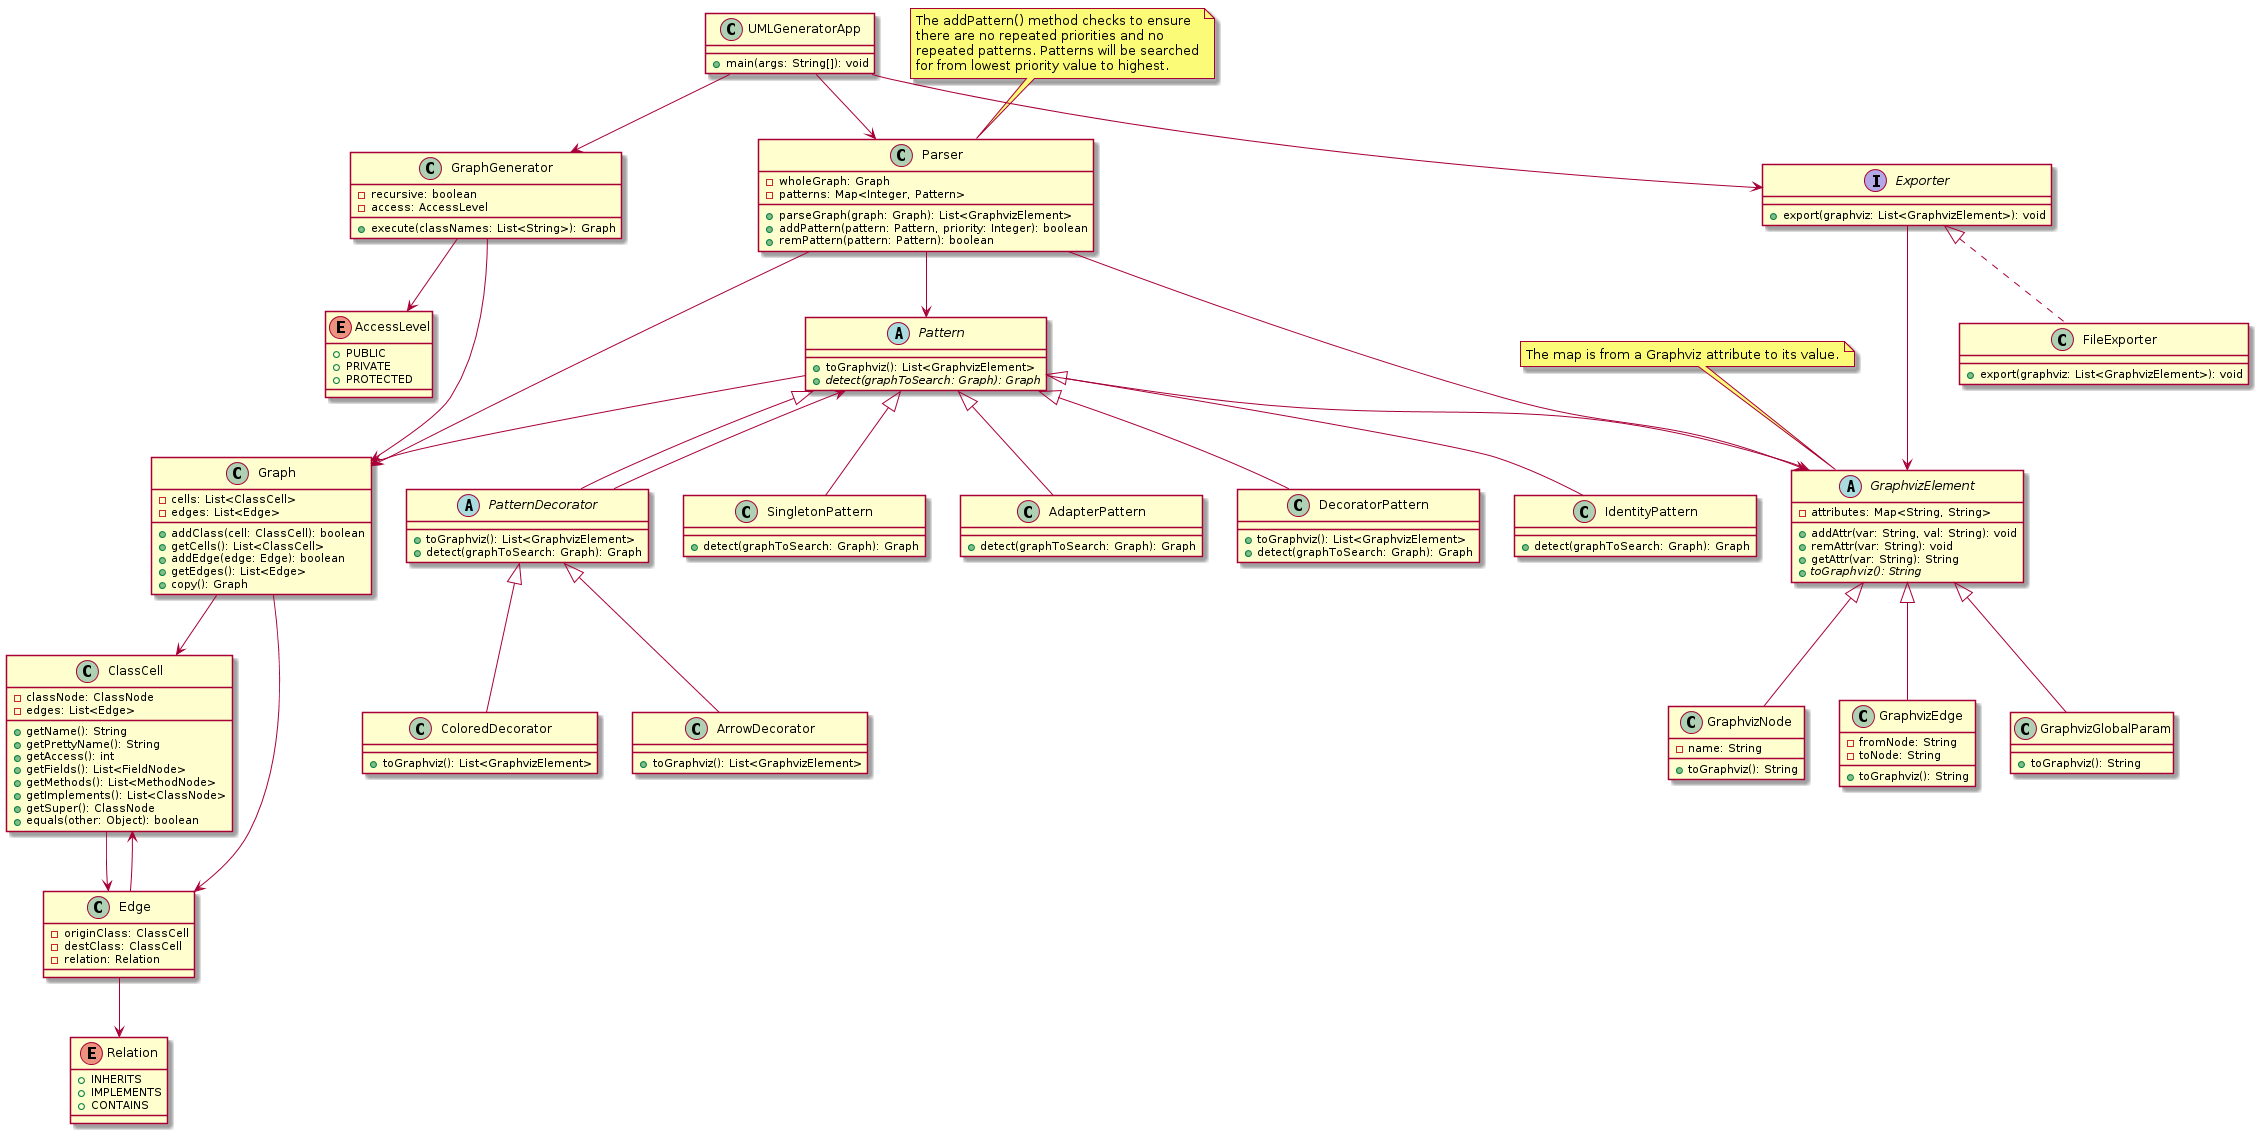 C UMLGeneratorApp
main(args: String[]): void
The addPattern() method checks to ensure
there are no repeated priorities and no
repeated patterns. Patterns will be searched
for from lowest priority value to highest.
C GraphGenerator
recursive: boolean
access: AccessLevel
execute(classNames: List<String>): Graph
C Parser
wholeGraph: Graph
patterns: Map<Integer, Pattern>
parseGraph(graph: Graph): List<GraphvizElement>
addPattern(pattern: Pattern, priority: Integer): boolean
remPattern(pattern: Pattern): boolean
I Exporter
export(graphviz: List<GraphvizElement>): void
E AccessLevel
PUBLIC
PRIVATE
PROTECTED
A Pattern
toGraphviz(): List<GraphvizElement>
detect(graphToSearch: Graph): Graph
The map is from a Graphviz attribute to its value.
C FileExporter
export(graphviz: List<GraphvizElement>): void
C Graph
cells: List<ClassCell>
edges: List<Edge>
addClass(cell: ClassCell): boolean
getCells(): List<ClassCell>
addEdge(edge: Edge): boolean
getEdges(): List<Edge>
copy(): Graph
A PatternDecorator
toGraphviz(): List<GraphvizElement>
detect(graphToSearch: Graph): Graph
C SingletonPattern
detect(graphToSearch: Graph): Graph
C AdapterPattern
detect(graphToSearch: Graph): Graph
C DecoratorPattern
toGraphviz(): List<GraphvizElement>
detect(graphToSearch: Graph): Graph
C IdentityPattern
detect(graphToSearch: Graph): Graph
A GraphvizElement
attributes: Map<String, String>
addAttr(var: String, val: String): void
remAttr(var: String): void
getAttr(var: String): String
toGraphviz(): String
C ClassCell
classNode: ClassNode
edges: List<Edge>
getName(): String
getPrettyName(): String
getAccess(): int
getFields(): List<FieldNode>
getMethods(): List<MethodNode>
getImplements(): List<ClassNode>
getSuper(): ClassNode
equals(other: Object): boolean
C ColoredDecorator
toGraphviz(): List<GraphvizElement>
C ArrowDecorator
toGraphviz(): List<GraphvizElement>
C GraphvizNode
name: String
toGraphviz(): String
C GraphvizEdge
fromNode: String
toNode: String
toGraphviz(): String
C GraphvizGlobalParam
toGraphviz(): String
C Edge
originClass: ClassCell
destClass: ClassCell
relation: Relation
E Relation
INHERITS
IMPLEMENTS
CONTAINS